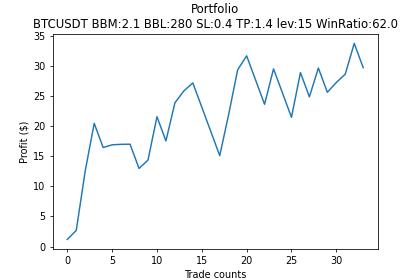 Portfolio
BTCUSDT BBM:2.1 BBL:280 SL:0.4 TP:1.4 lev:15 WinRatio:62.0
35
30
25
20
15
10
5
0
Profit ($)
0 5 10 15 20 25 30
Trade counts